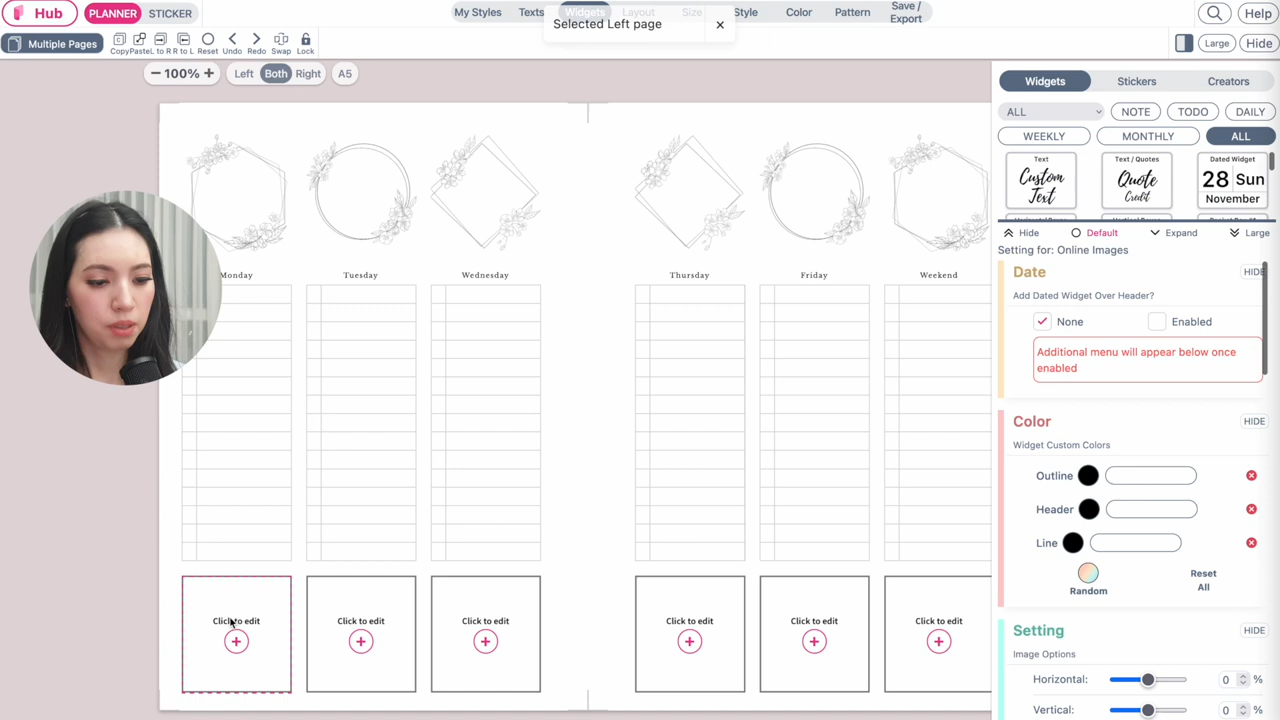 Hub PLANNER STICKER
My Styles Texts Widgets Layout Size Style Color Pattern Save / Export
Help
Selected Left page ×
Multiple Pages
Copy Paste L to R R to L Reset Undo Redo Swap Lock
Large Hide
100%
Left Both Right A5
Widgets Stickers Creators
ALL NOTE TODO DAILY
WEEKLY MONTHLY ALL
Text
Custom Text
Text / Quotes
Quote
Credit
Dated Widget
28 Sun
November
Hide Default Expand Large
Setting for: Online Images
Date HIDE
Add Dated Widget Over Header?
None Enabled
Additional menu will appear below once
enabled
Color HIDE
Widget Custom Colors
Outline
Header
Line
Random Reset All
Setting HIDE
Image Options
Horizontal: 0 %
Vertical: 0 %
Monday Tuesday Wednesday Thursday Friday Weekend
Click to edit Click to edit Click to edit Click to edit Click to edit Click to edit